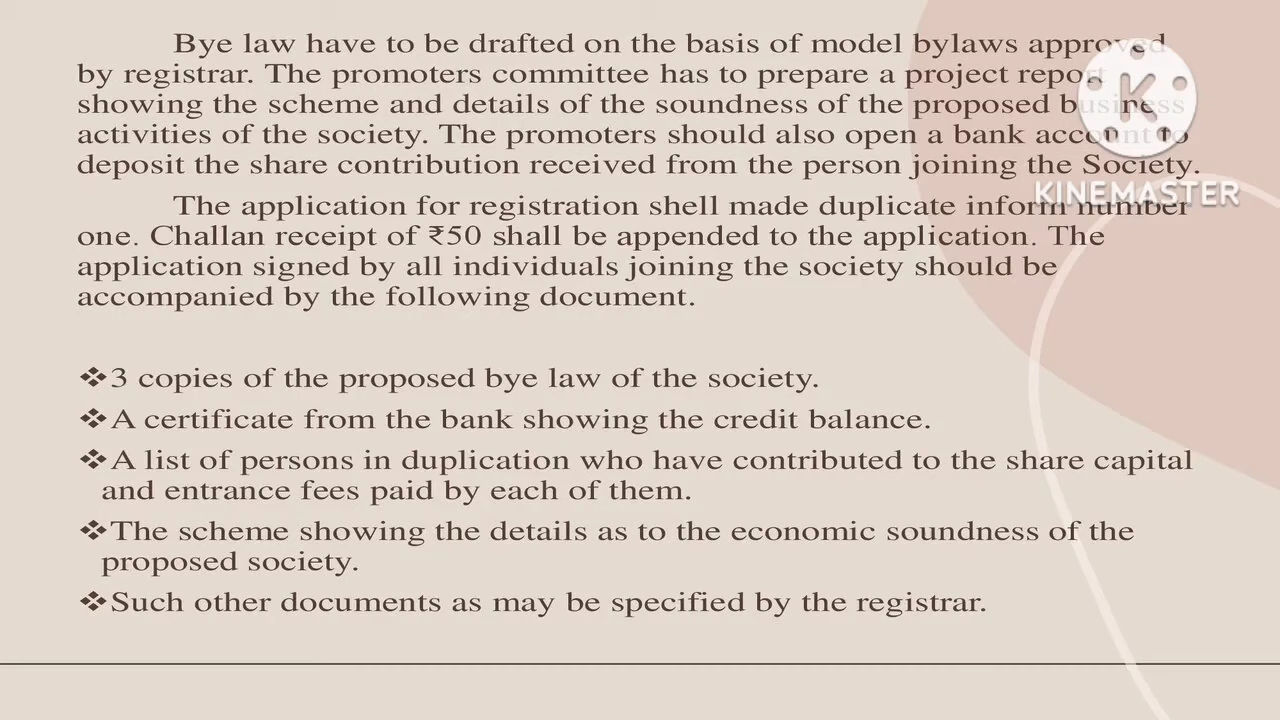 Bye law have to be drafted on the basis of model bylaws approved
by registrar. The promoters committee has to prepare a project report
showing the scheme and details of the soundness of the proposed business
activities of the society. The promoters should also open a bank account to
deposit the share contribution received from the person joining the Society.
The application for registration shell made duplicate inform number
one. Challan receipt of ₹50 shall be appended to the application. The
application signed by all individuals joining the society should be
accompanied by the following document.
❖3 copies of the proposed bye law of the society.
❖A certificate from the bank showing the credit balance.
❖A list of persons in duplication who have contributed to the share capital
and entrance fees paid by each of them.
❖The scheme showing the details as to the economic soundness of the
proposed society.
❖Such other documents as may be specified by the registrar.
K
KINEMASTER